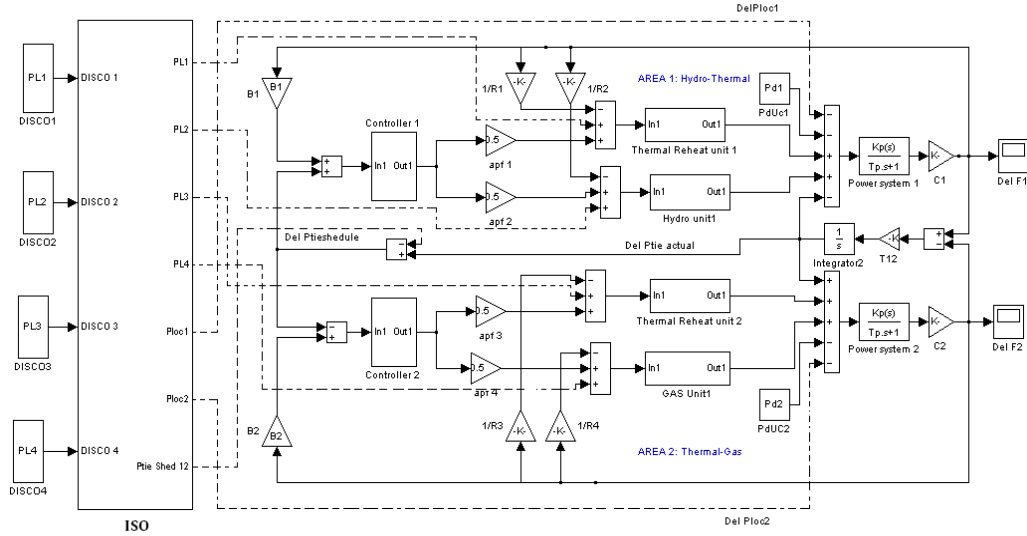 DelPloc1
PL1
DISCO1
DISCO 1
PL1
B1
B1
-K-
1/R1
-K-
1/R2
AREA 1: Hydro-Thermal
Pd1
PdUc1
Controller 1
In1 Out1
0.5
apf 1
In1 Out1
Thermal Reheat unit 1
Kp(s)
Tp.s+1
Power system 1
K-
C1
Del F1
PL2
PL2
DISCO2
DISCO 2
PL3
0.5
apf 2
In1 Out1
Hydro unit1
Del Ptieshedule
Del Ptie actual
1
s
Integrator2
-K
T12
PL4
PL3
DISCO3
DISCO 3
Ploc1
Controller 2
In1 Out1
0.5
apf 3
In1 Out1
Thermal Reheat unit 2
Kp(s)
Tp.s+1
Power system 2
K-
C2
Del F2
0.5
apf 4
In1 Out1
GAS Unit1
Ploc2
Pd2
PdUC2
B2
B2
1/R3
-K-
-K-
1/R4
PL4
DISCO4
DISCO 4
Ptie Shed 12
AREA 2: Thermal-Gas
Del Ploc2
ISO